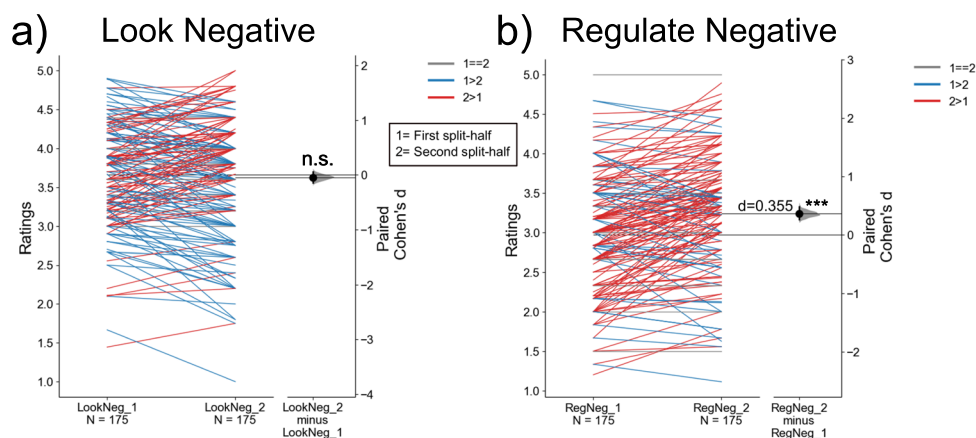 a) Look Negative
5.0
4.5
4.0
3.5
3.0
2.5
2.0
1.5
1.0
Ratings
LookNeg_1
N = 175
LookNeg_2
N = 175
LookNeg_2
minus
LookNeg_1
2
1
0
−1
−2
−3
−4
Paired
Cohen's d
n.s.
1==2
1>2
2>1
1= First split-half
2= Second split-half
b) Regulate Negative
5.0
4.5
4.0
3.5
3.0
2.5
2.0
1.5
1.0
Ratings
RegNeg_1
N = 175
RegNeg_2
N = 175
RegNeg_2
minus
RegNeg_1
d=0.355
***
3
2
1
0
−1
−2
Paired
Cohen's d
1==2
1>2
2>1